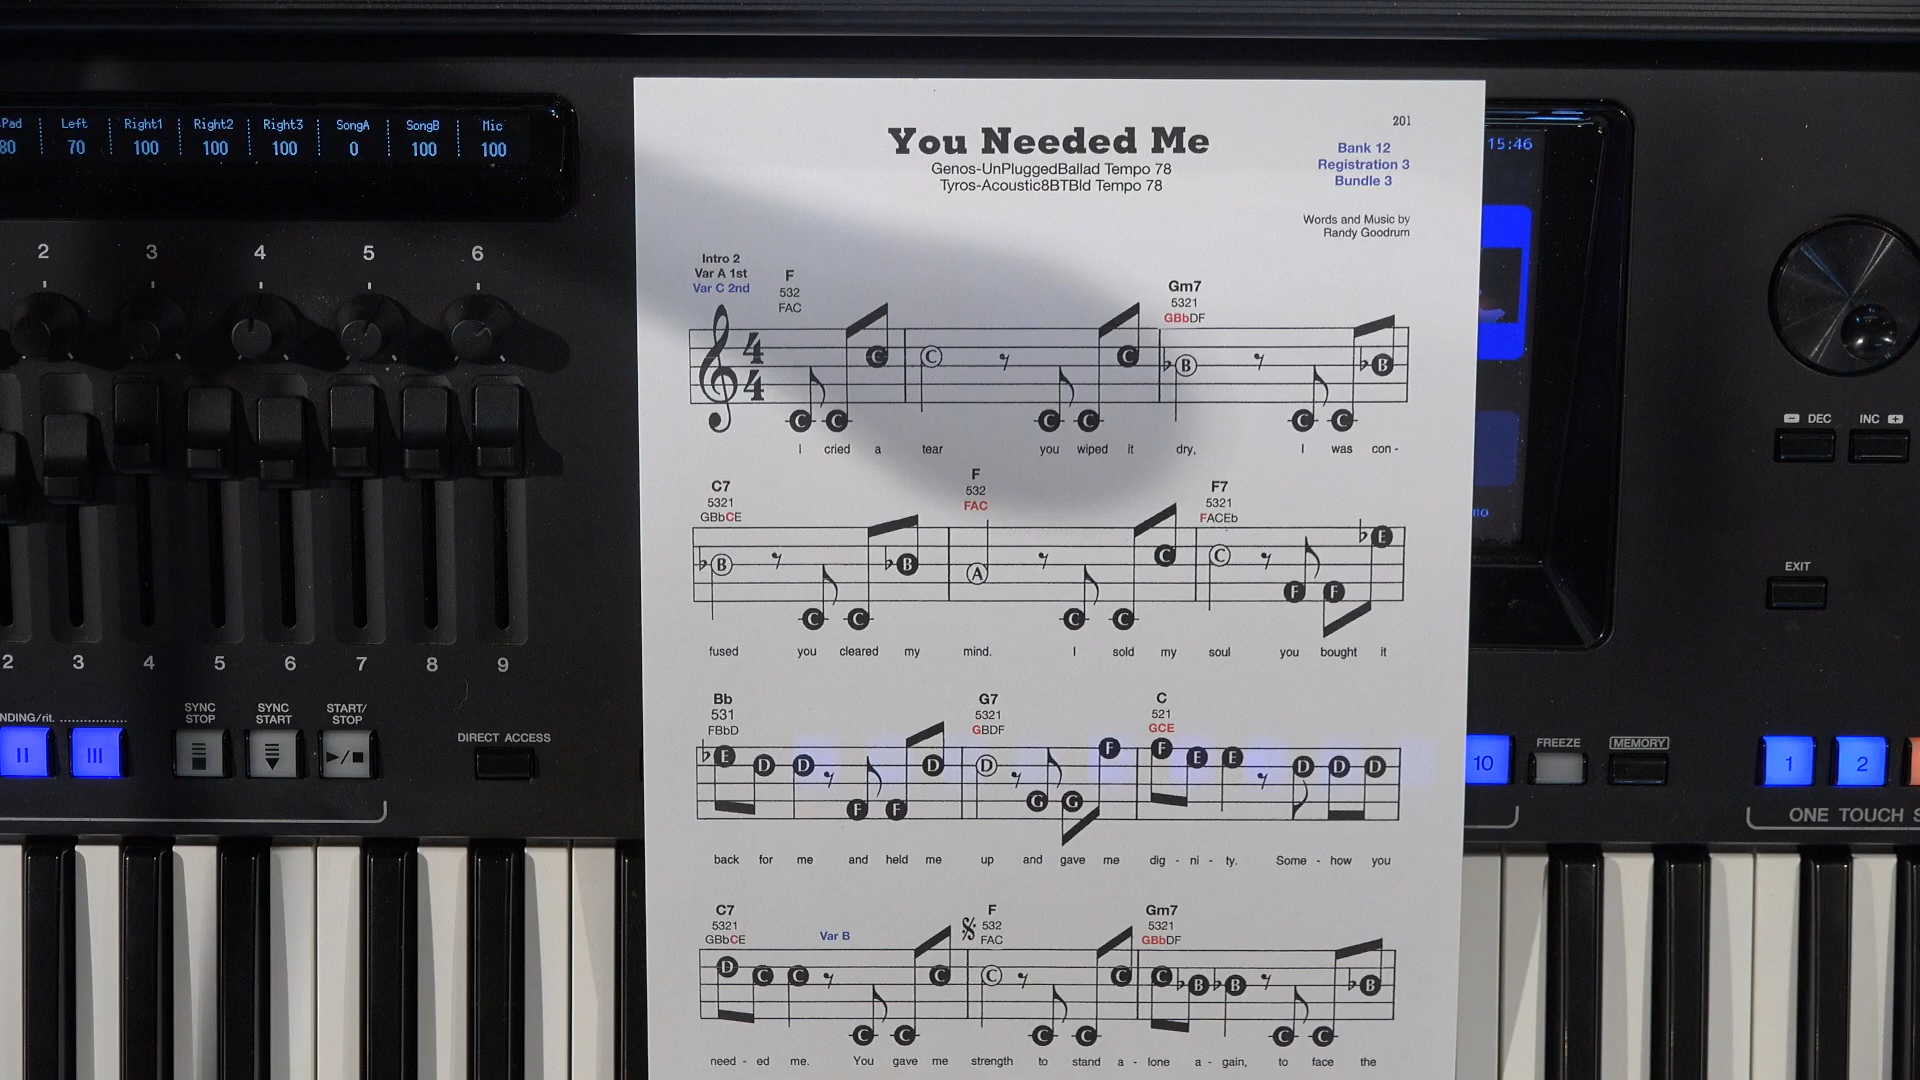 Pad Left Right1 Right2 Right3 SongA SongB Mic
80 70 100 100 100 0 100 100
2 3 4 5 6
2 3 4 5 6 7 8 9
NDING/rit.
II III
SYNC STOP
SYNC START
START/STOP
DIRECT ACCESS
201
You Needed Me
Genos-UnPluggedBallad Tempo 78
Tyros-Acoustic8BTBld Tempo 78
Bank 12
Registration 3
Bundle 3
Words and Music by
Randy Goodrum
Intro 2
Var A 1st
Var C 2nd
F Gm7
532 5321
FAC GBbDF
4
4
C C C C C C C B C C B
I cried a tear you wiped it dry, I was con -
C7 F F7
5321 532 5321
GBbCE FAC FACEb
B C C B A C C C C F F E
fused you cleared my mind. I sold my soul you bought it
Bb G7 C
531 5321 521
FBbD GBDF GCE
E D D F F D D G G F F E E D D D
back for me and held me up and gave me dig - ni - ty. Some - how you
C7 F Gm7
5321 532 5321
GBbCE Var B FAC GBbDF
D C C C C C C C C C C B B C C B
need - ed me. You gave me strength to stand a - lone a - gain, to face the
15:46
DEC INC
EXIT
10
FREEZE
MEMORY
1 2
ONE TOUCH S